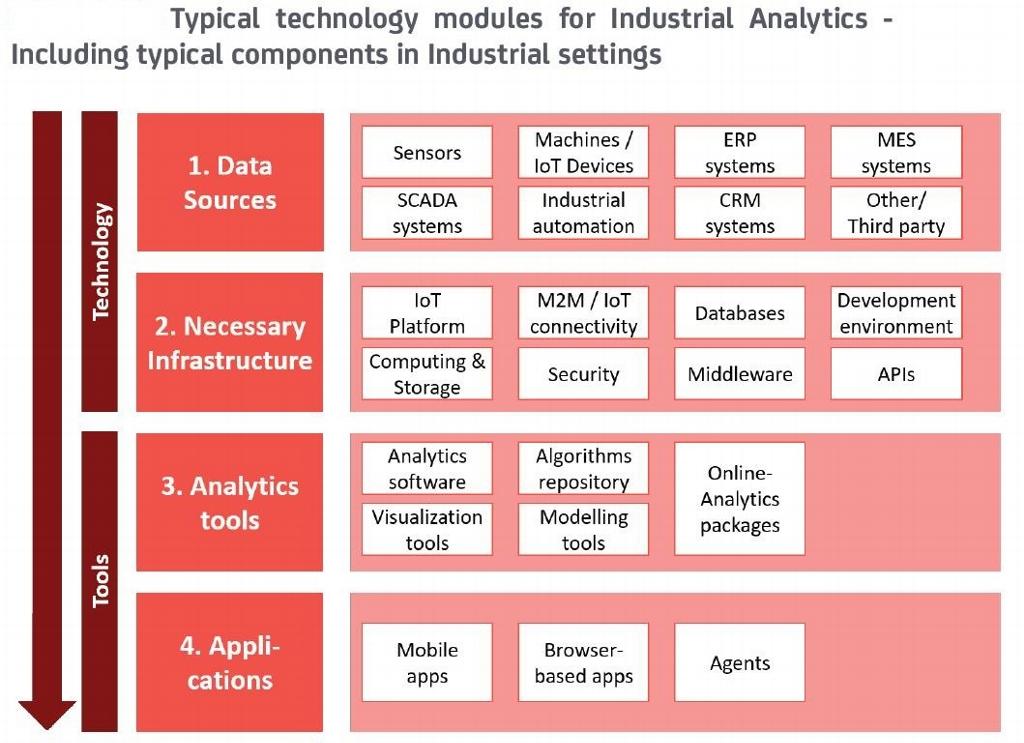 Typical technology modules for Industrial Analytics -
Including typical components in Industrial settings
Technology
1. Data
Sources
Sensors
Machines /
IoT Devices
ERP
systems
MES
systems
SCADA
systems
Industrial
automation
CRM
systems
Other/
Third party
2. Necessary
Infrastructure
IoT
Platform
M2M / IoT
connectivity
Databases
Development
environment
Computing &
Storage
Security
Middleware
APIs
Tools
3. Analytics
tools
Analytics
software
Algorithms
repository
Online-
Analytics
packages
Visualization
tools
Modelling
tools
4. Appli-
cations
Mobile
apps
Browser-
based apps
Agents